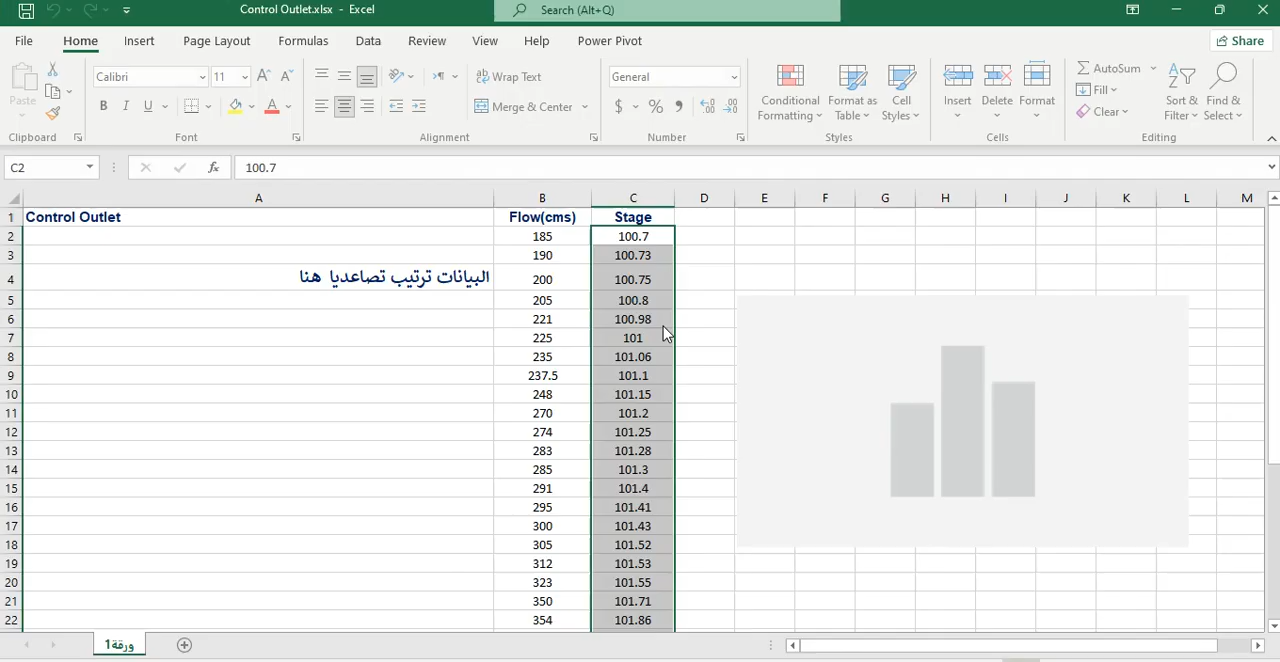 Control Outlet.xlsx - Excel
Search (Alt+Q)
File Home Insert Page Layout Formulas Data Review View Help Power Pivot Share
Paste
Calibri 11
B I U
Wrap Text
Merge & Center
General
$ %
Conditional Formatting
Format as Table
Cell Styles
Insert Delete Format
AutoSum
Fill
Clear
Sort & Filter
Find & Select
Clipboard Font Alignment Number Styles Cells Editing
C2 fx 100.7
A B C D E F G H I J K L M
1 Control Outlet Flow(cms) Stage
2 185 100.7
3 190 100.73
4 البيانات ترتيب تصاعديا هنا 200 100.75
5 205 100.8
6 221 100.98
7 225 101
8 235 101.06
9 237.5 101.1
10 248 101.15
11 270 101.2
12 274 101.25
13 283 101.28
14 285 101.3
15 291 101.4
16 295 101.41
17 300 101.43
18 305 101.52
19 312 101.53
20 323 101.55
21 350 101.71
22 354 101.86
ورقة1